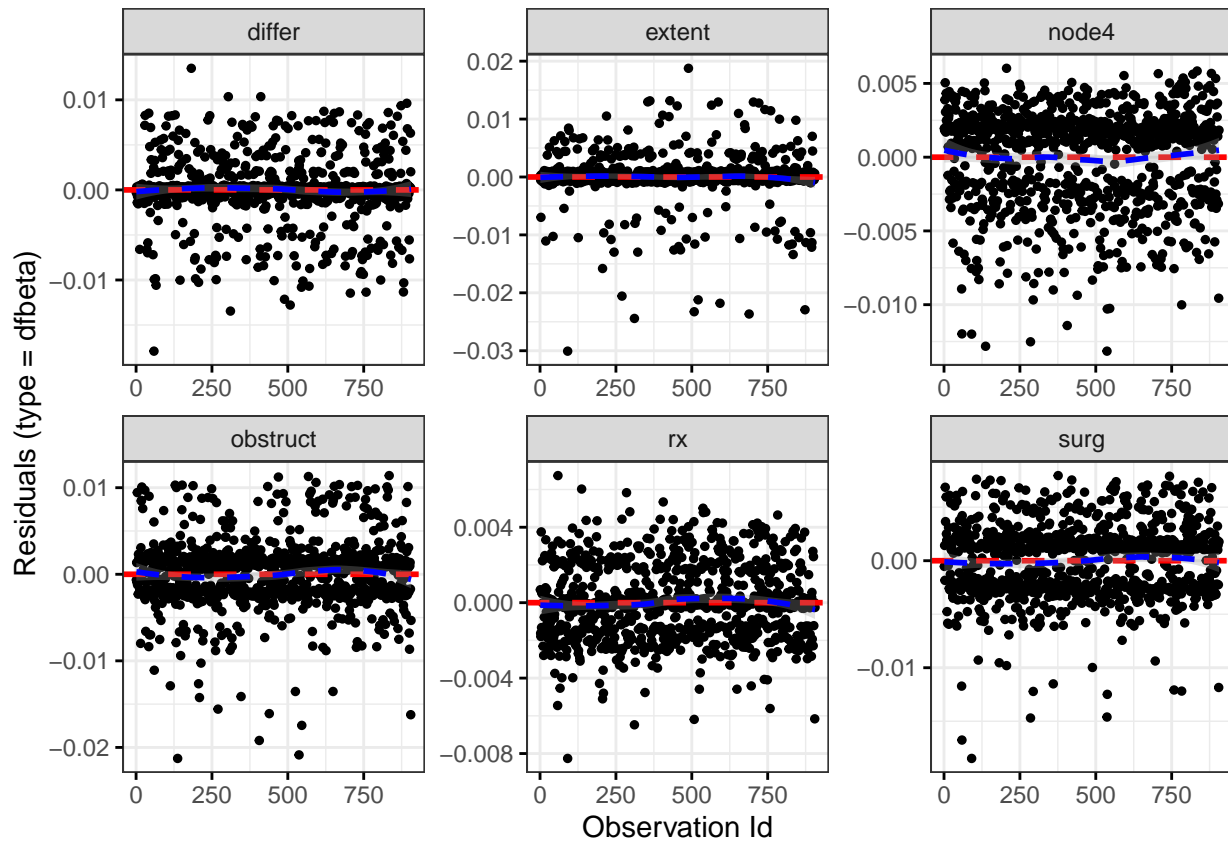 differ extent node4
0.02
0.01 0.005
0.01
0.000
0.00 0.00
−0.01 −0.005
−0.01
−0.02
−0.010
−0.03
0 250 500 750 0 250 500 750 0 250 500 750
obstruct rx surg
0.01
0.004
0.00 0.000 0.00
−0.01 −0.004
−0.01
−0.02 −0.008
0 250 500 750 0 250 500 750 0 250 500 750
Observation Id
Residuals (type = dfbeta)